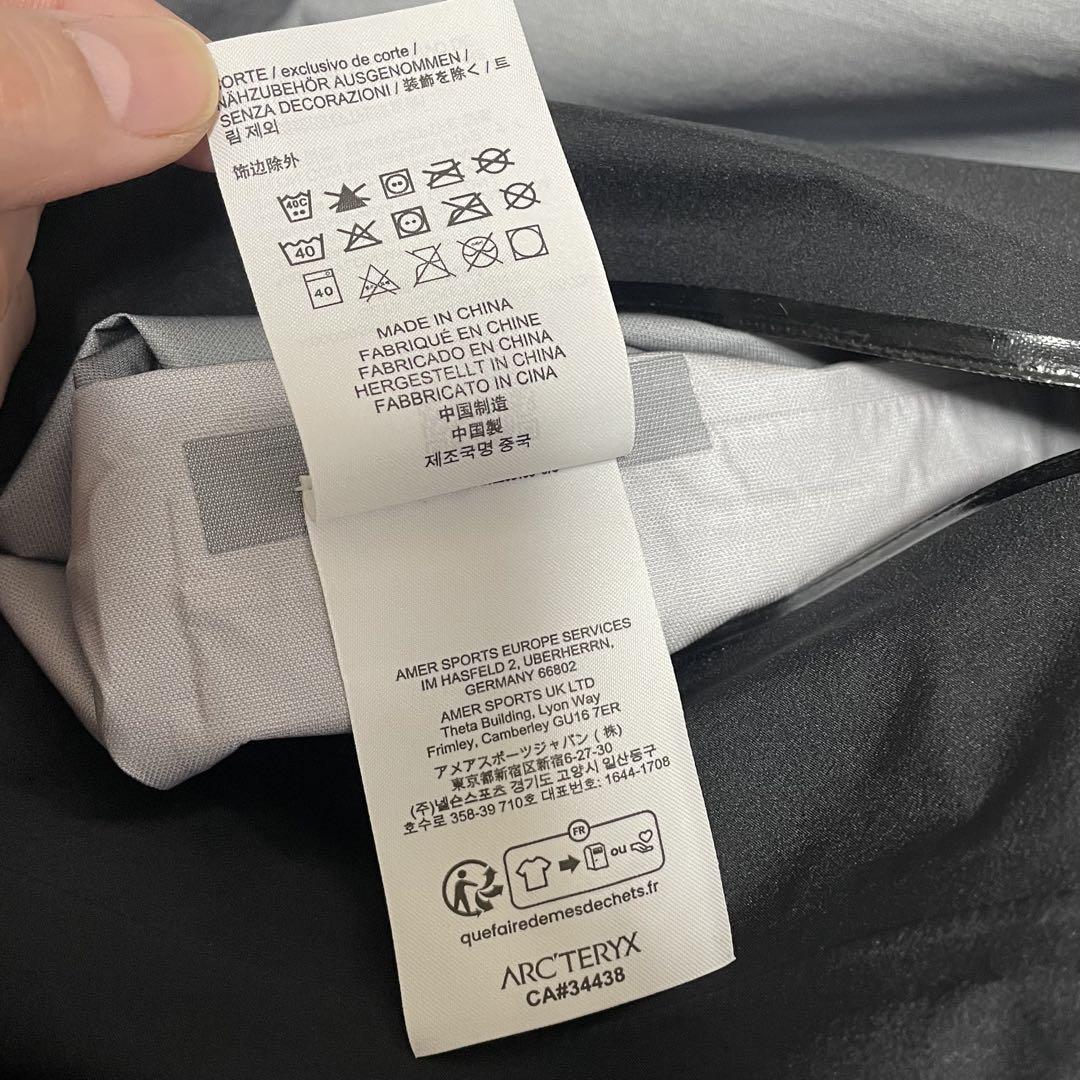 CORTE / exclusivo de corte /
NÄHZUBEHÖR AUSGENOMMEN /
SENZA DECORAZIONI / 装飾を除く / 트
림 제외
饰边除外
40C
40
40
MADE IN CHINA
FABRIQUÉ EN CHINE
FABRICADO EN CHINA
HERGESTELLT IN CHINA
FABBRICATO IN CINA
中国制造
中国製
제조국명 중국
AMER SPORTS EUROPE SERVICES
IM HASFELD 2, UBERHERRN,
GERMANY 66802
AMER SPORTS UK LTD
Theta Building, Lyon Way
Frimley, Camberley GU16 7ER
アメアスポーツジャパン ( 株)
東京都新宿区新宿6-27-30
(주)넬슨스포츠 경기도 고양시 일산동구
호수로 358-39 710호 대표번호: 1644-1708
FR
ou
quefairedemesdechets.fr
ARC'TERYX
CA#34438